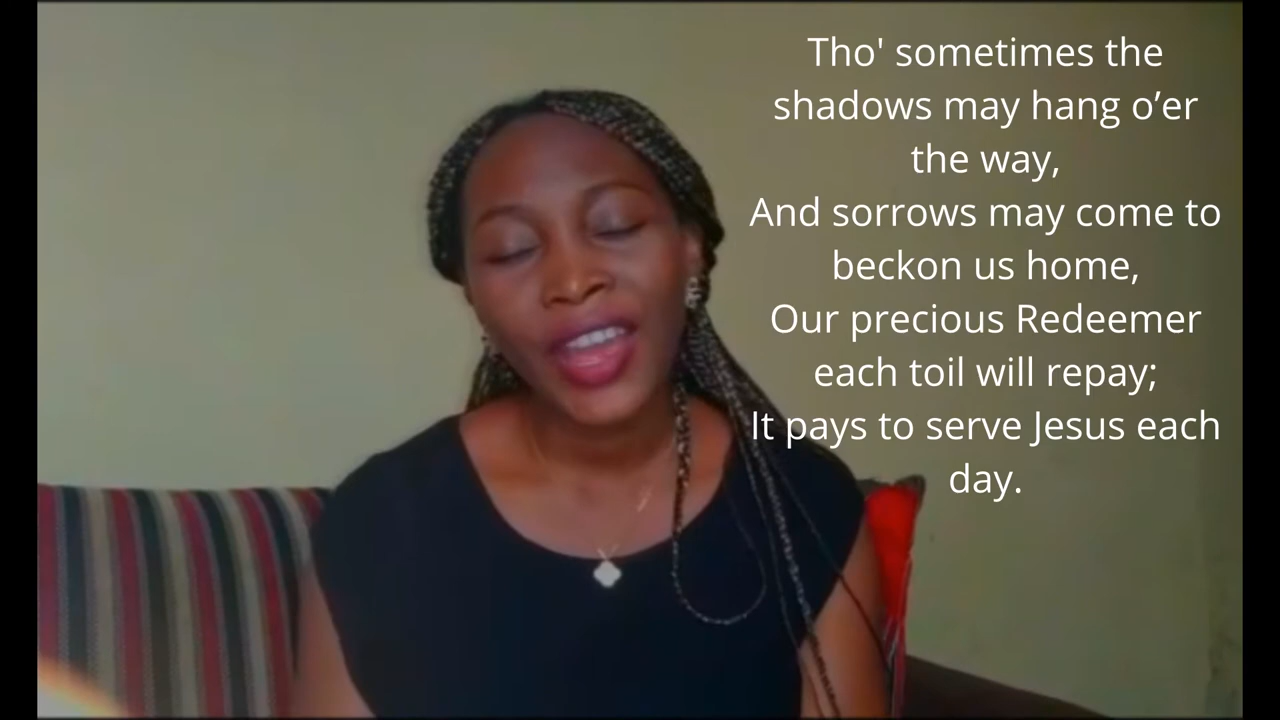 Tho' sometimes the
shadows may hang o’er
the way,
And sorrows may come to
beckon us home,
Our precious Redeemer
each toil will repay;
It pays to serve Jesus each
day.